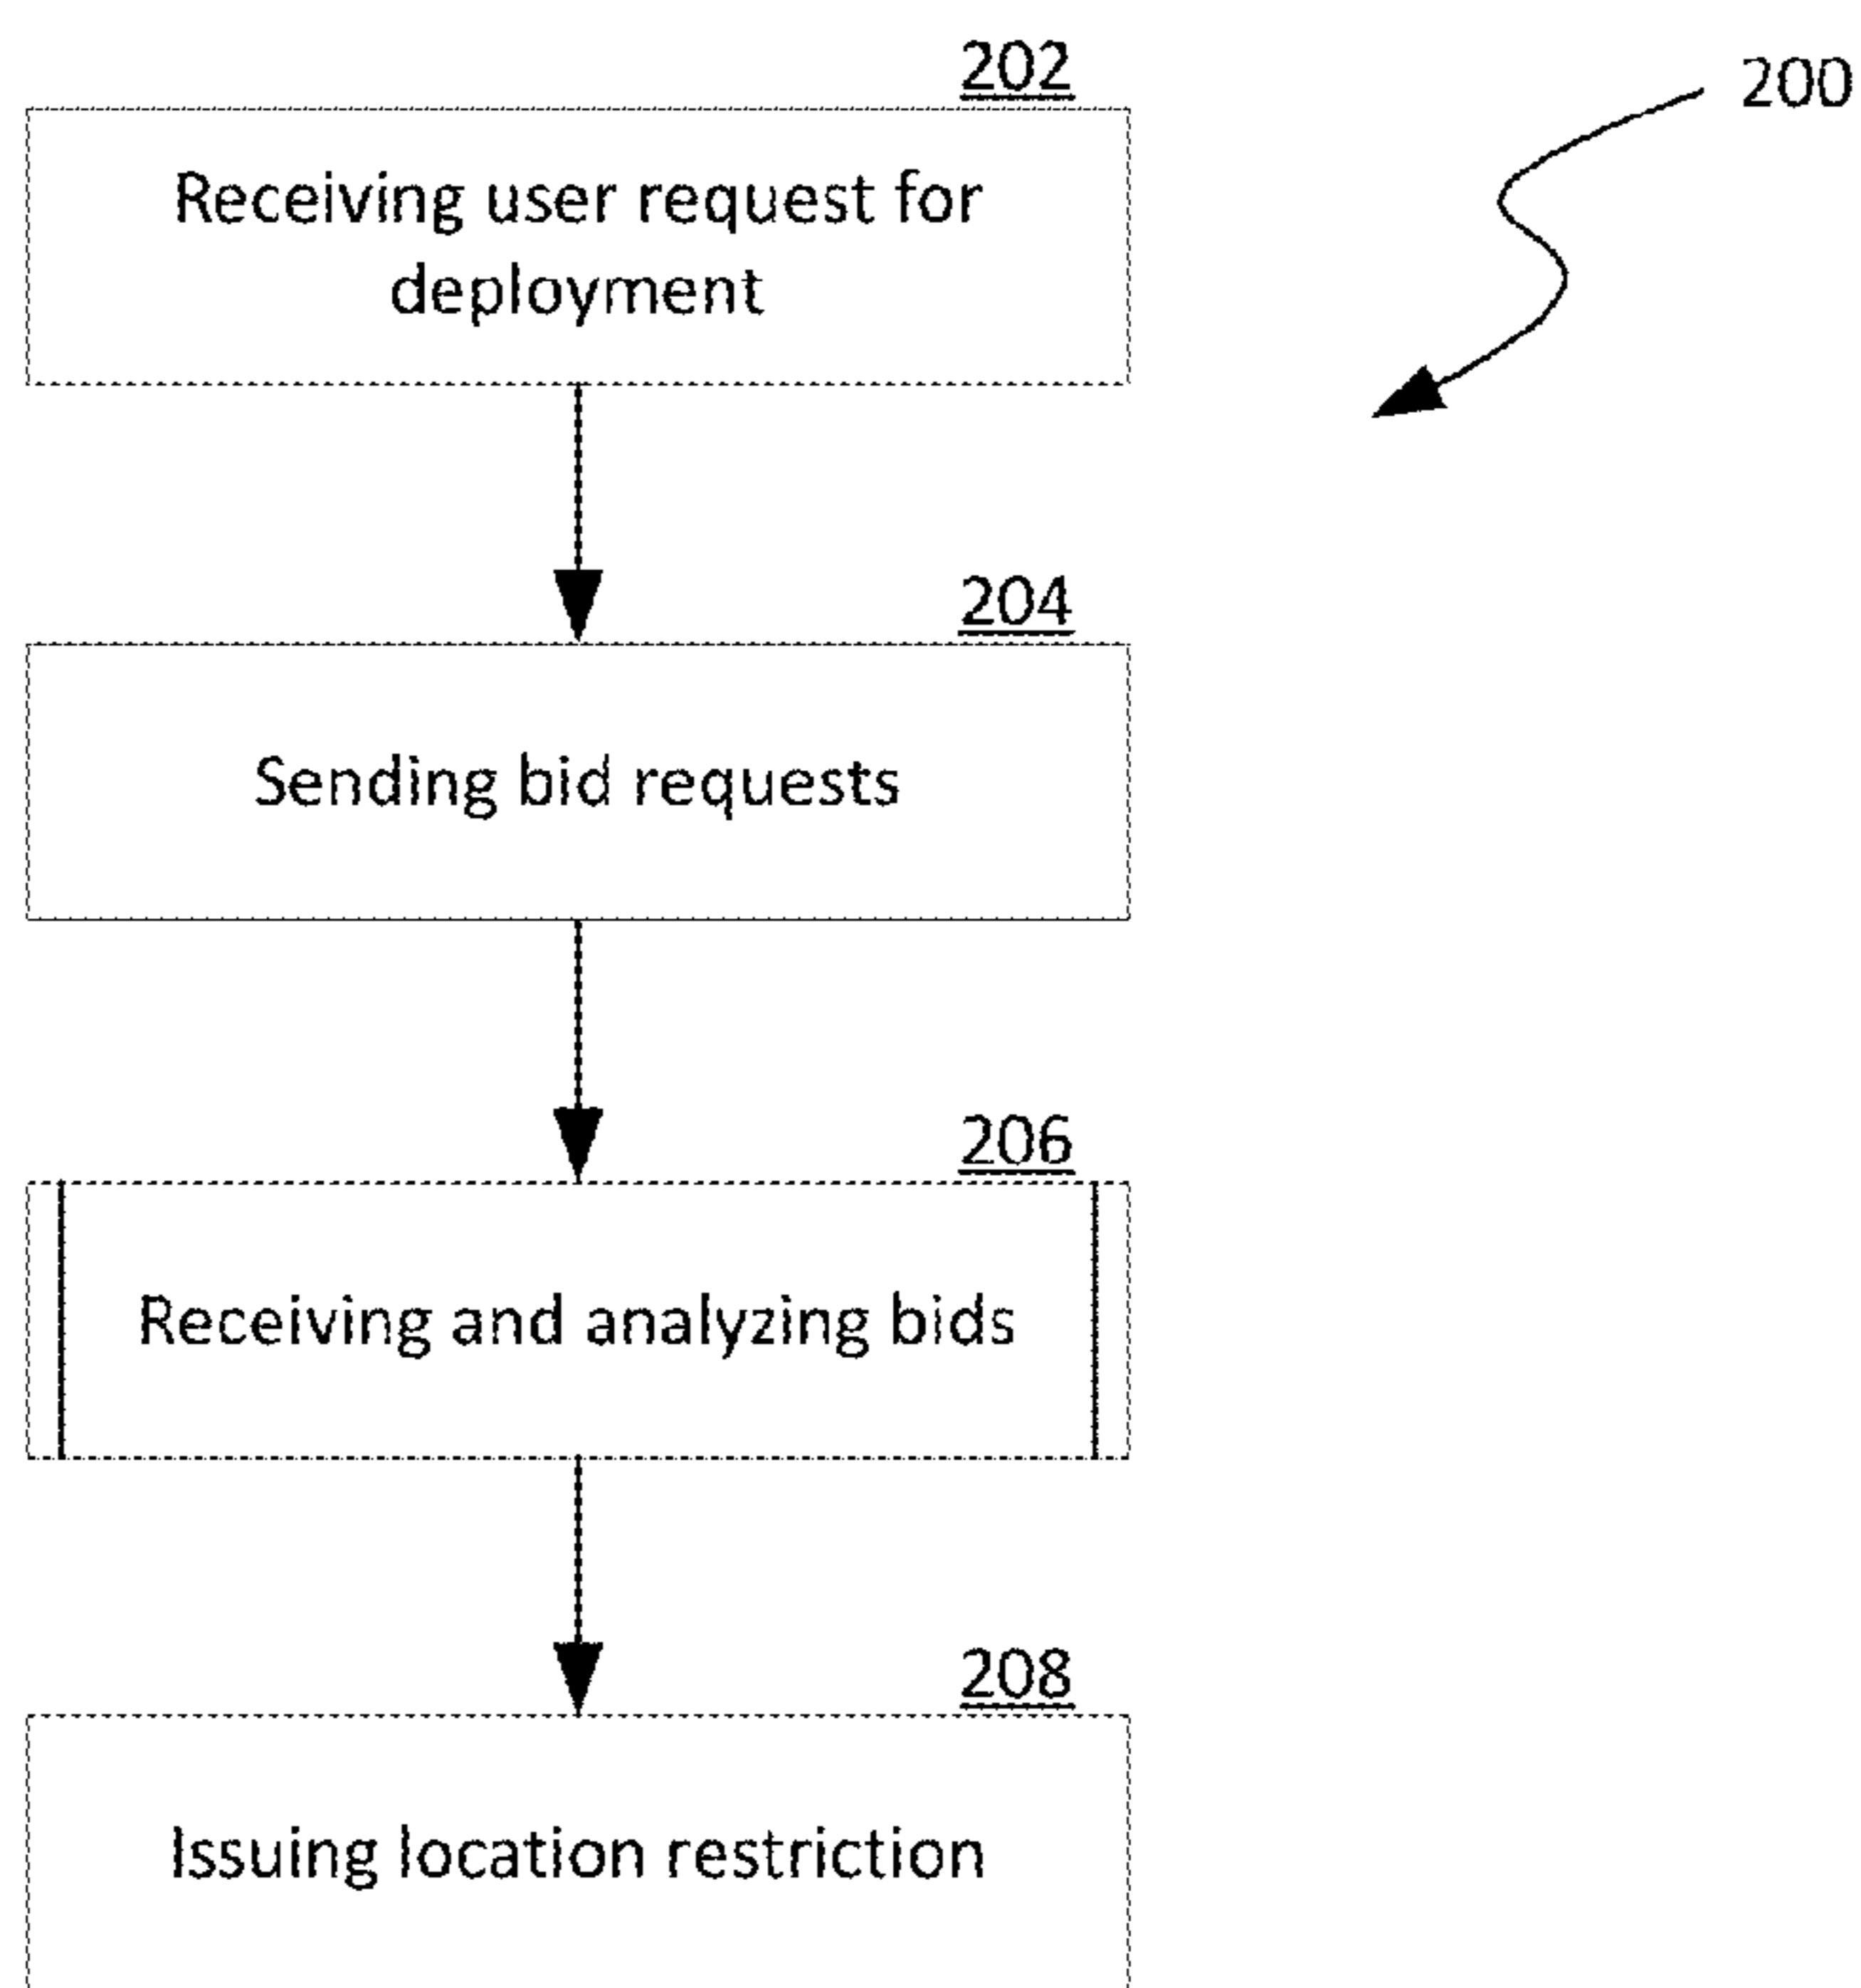 202
200
Receiving user request for
deployment
204
Sending bid requests
206
Receiving and analyzing bids
208
Issuing location restriction